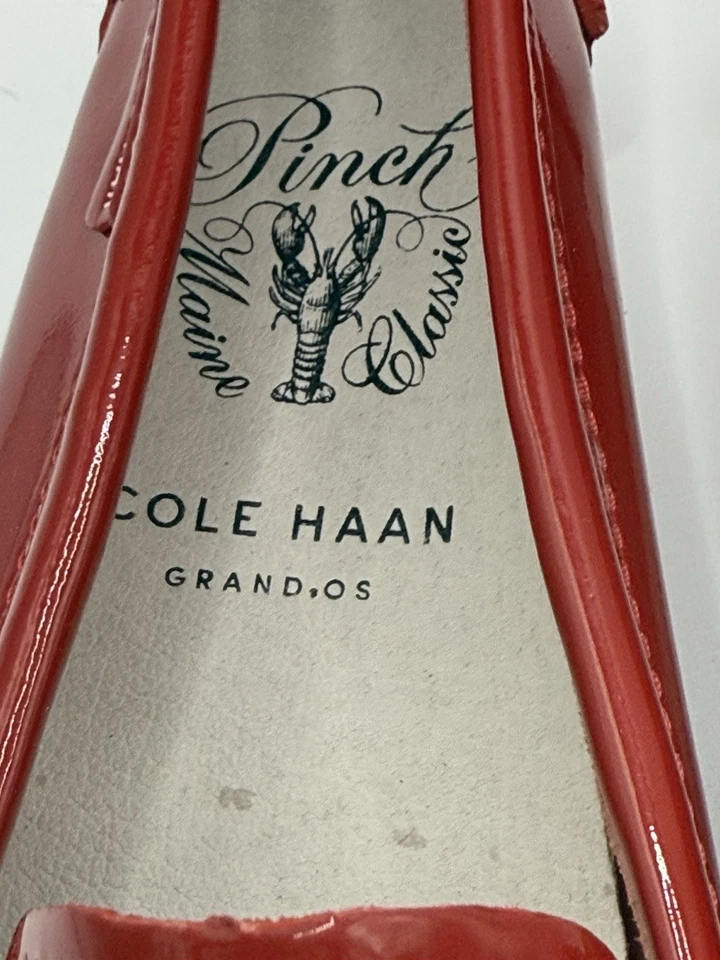 Pinch
Maine Classic
COLE HAAN
GRAND.OS